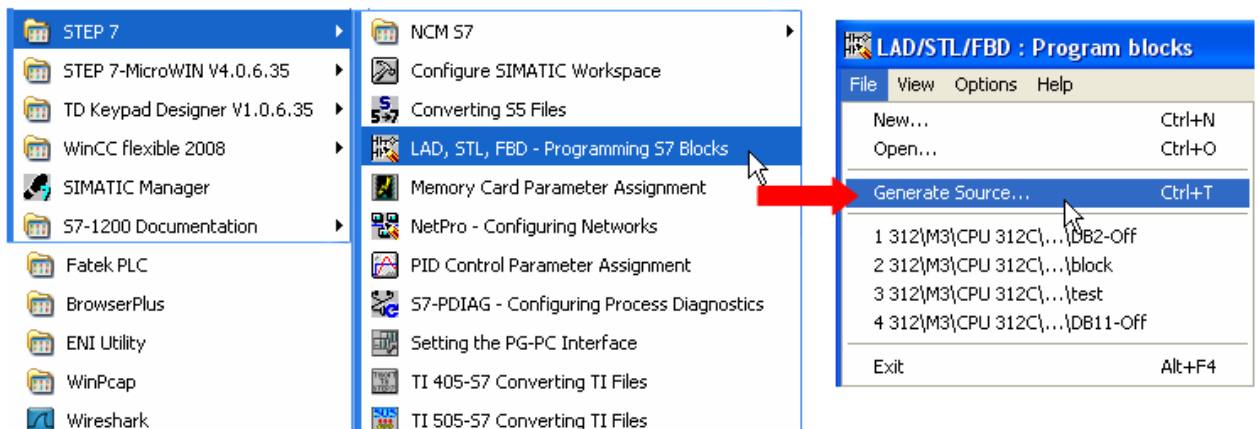 STEP 7
STEP 7-MicroWIN V4.0.6.35
TD Keypad Designer V1.0.6.35
WinCC flexible 2008
SIMATIC Manager
S7-1200 Documentation
Fatek PLC
BrowserPlus
ENI Utility
WinPcap
Wireshark
NCM S7
Configure SIMATIC Workspace
Converting S5 Files
LAD, STL, FBD - Programming S7 Blocks
Memory Card Parameter Assignment
NetPro - Configuring Networks
PID Control Parameter Assignment
S7-PDIAG - Configuring Process Diagnostics
Setting the PG-PC Interface
TI 405-S7 Converting TI Files
TI 505-S7 Converting TI Files
LAD/STL/FBD : Program blocks
File View Options Help
New... Ctrl+N
Open... Ctrl+O
Generate Source... Ctrl+T
1 312\M3\CPU 312C\...\DB2-Off
2 312\M3\CPU 312C\...\block
3 312\M3\CPU 312C\...\test
4 312\M3\CPU 312C\...\DB11-Off
Exit Alt+F4